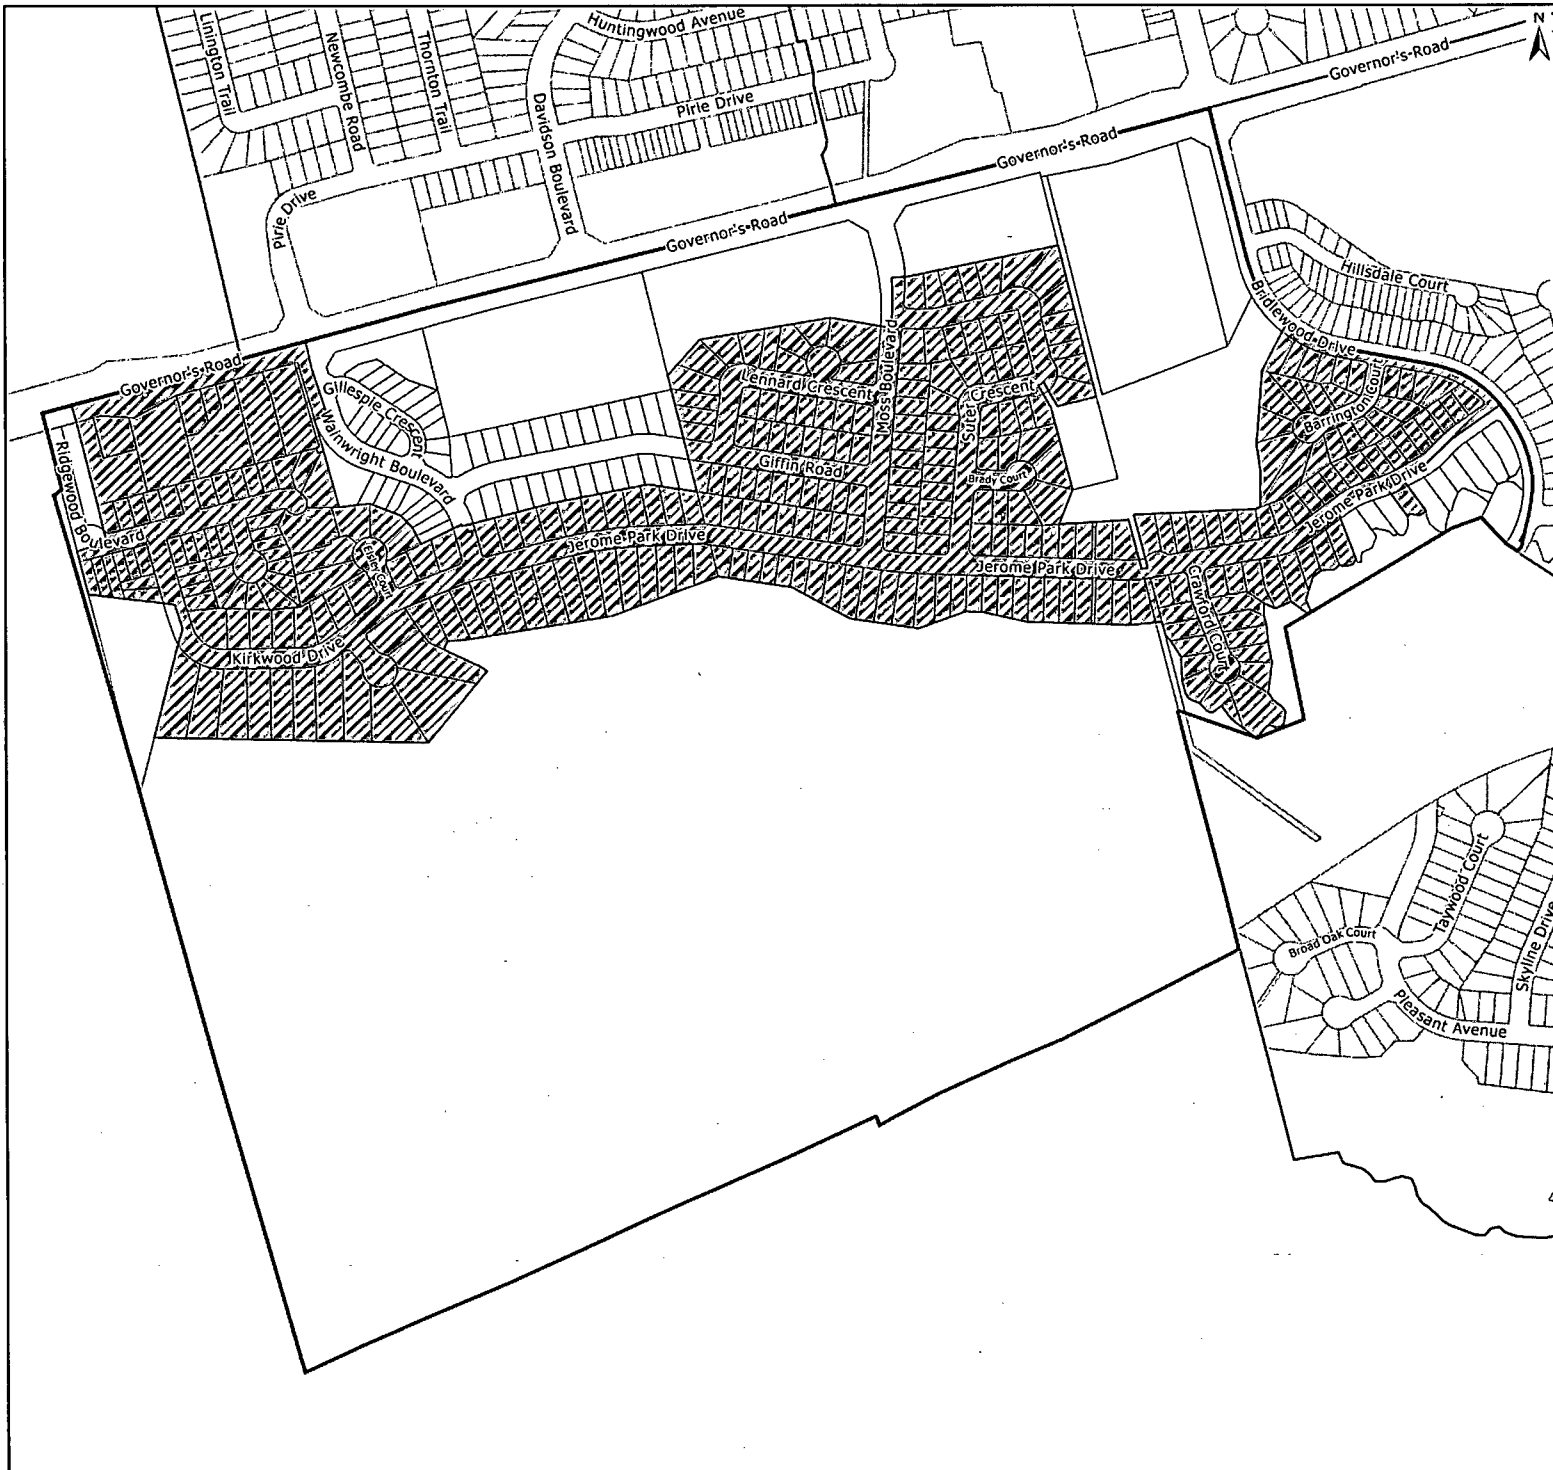 Linington Trail
Newcombe Road
Thornton Trail
Huntingwood Avenue
Davidson Boulevard
Pirie Drive
N
Governor's Road
Governor's Road
Pirie Drive
Governor's Road
Governor's Road
Hillsdale Court
Bridlewood Drive
Ridgewood Boulevard
Gillespie Crescent
Wainwright Boulevard
Lennard Crescent
Moss Boulevard
Suter Crescent
Giffin Road
Brady Court
Barrington Court
Jerome Park Drive
Jerome Park Drive
Jerome Park Drive
Crawford Court
Kirkwood Drive
Taywood Court
Broad Oak Court
Skyline Drive
Pleasant Avenue